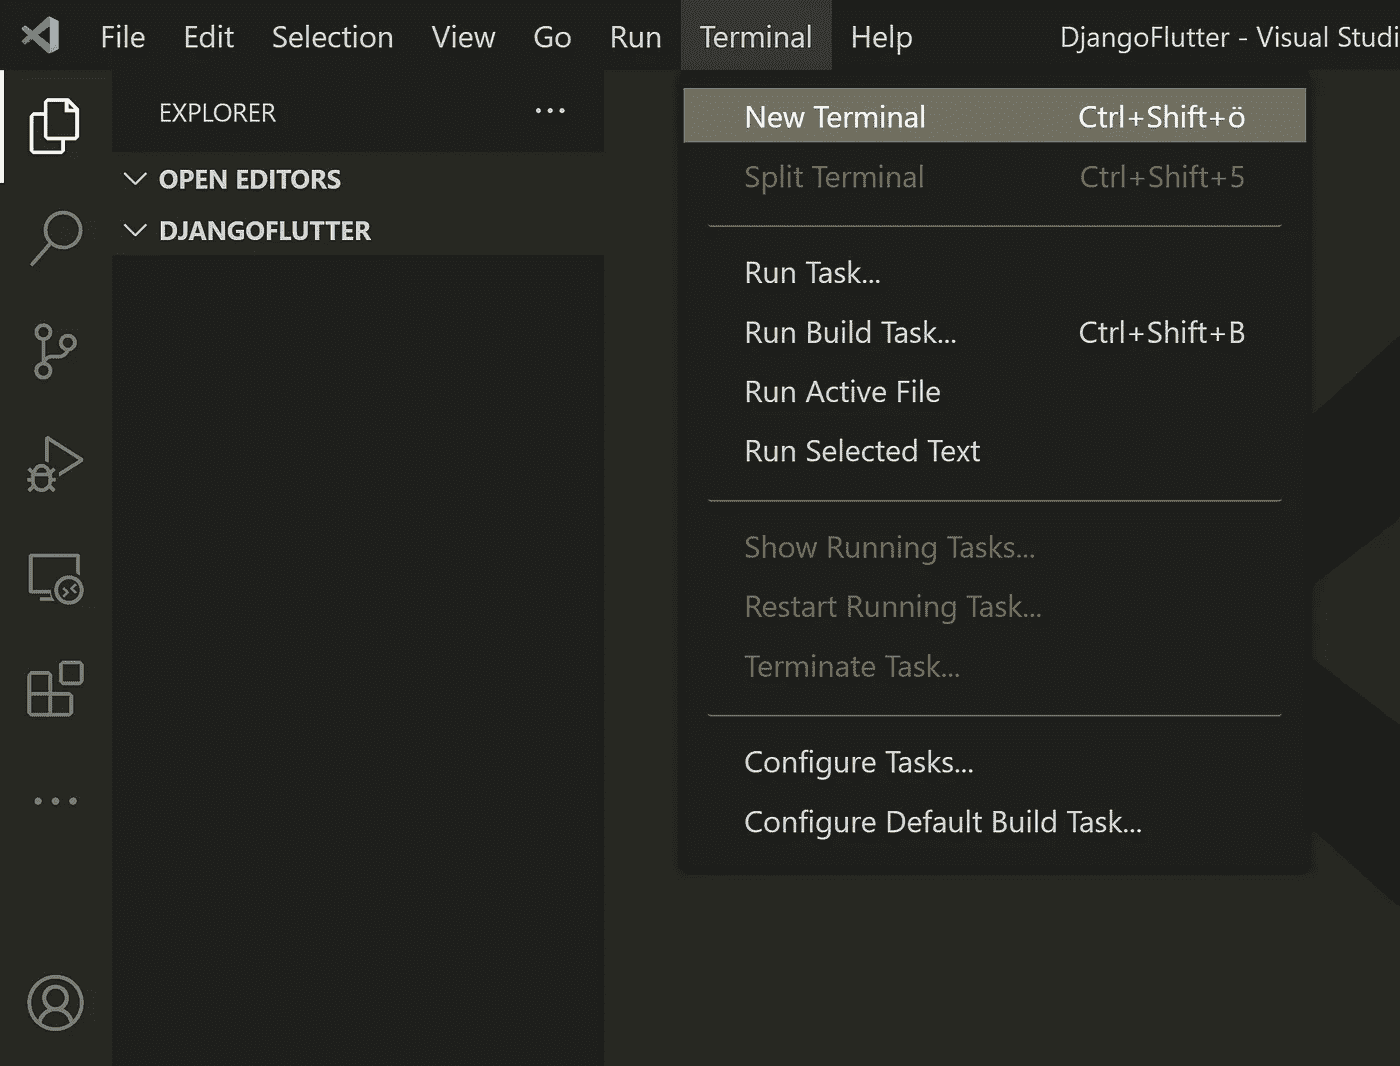 File Edit Selection View Go Run Terminal Help DjangoFlutter - Visual Studi
EXPLORER
OPEN EDITORS
DJANGOFLUTTER
New Terminal Ctrl+Shift+ö
Split Terminal Ctrl+Shift+5
Run Task...
Run Build Task... Ctrl+Shift+B
Run Active File
Run Selected Text
Show Running Tasks...
Restart Running Task...
Terminate Task...
Configure Tasks...
Configure Default Build Task...